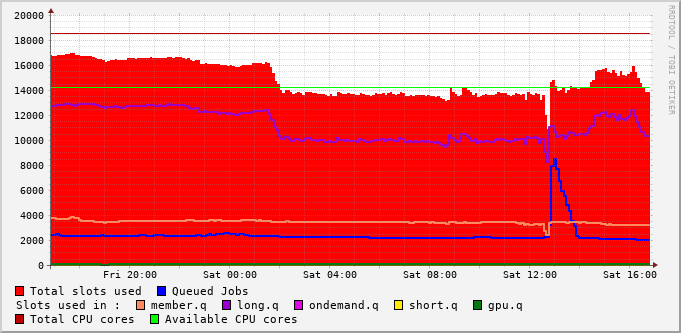 20000
18000
16000
14000
12000
10000
8000
6000
4000
2000
0
Fri 20:00 Sat 00:00 Sat 04:00 Sat 08:00 Sat 12:00 Sat 16:00
Total slots used Queued Jobs
Slots used in : member.q long.q ondemand.q short.q gpu.q
Total CPU cores Available CPU cores
RRDTOOL / TOBI OETIKER